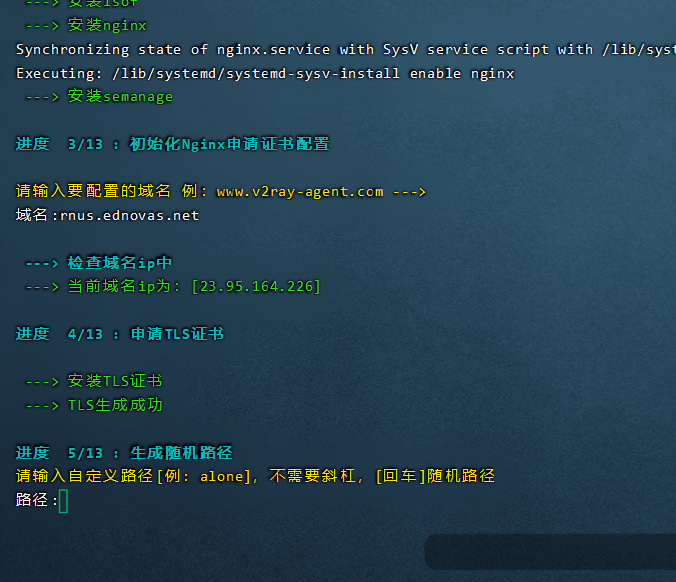 ---> 安装lsof
---> 安装nginx
Synchronizing state of nginx.service with SysV service script with /lib/syst
Executing: /lib/systemd/systemd-sysv-install enable nginx
---> 安装semanage
进度 3/13 : 初始化Nginx申请证书配置
请输入要配置的域名 例: www.v2ray-agent.com --->
域名:rnus.ednovas.net
---> 检查域名ip中
---> 当前域名ip为: [23.95.164.226]
进度 4/13 : 申请TLS证书
---> 安装TLS证书
---> TLS生成成功
进度 5/13 : 生成随机路径
请输入自定义路径[例: alone]，不需要斜杠，[回车]随机路径
路径: